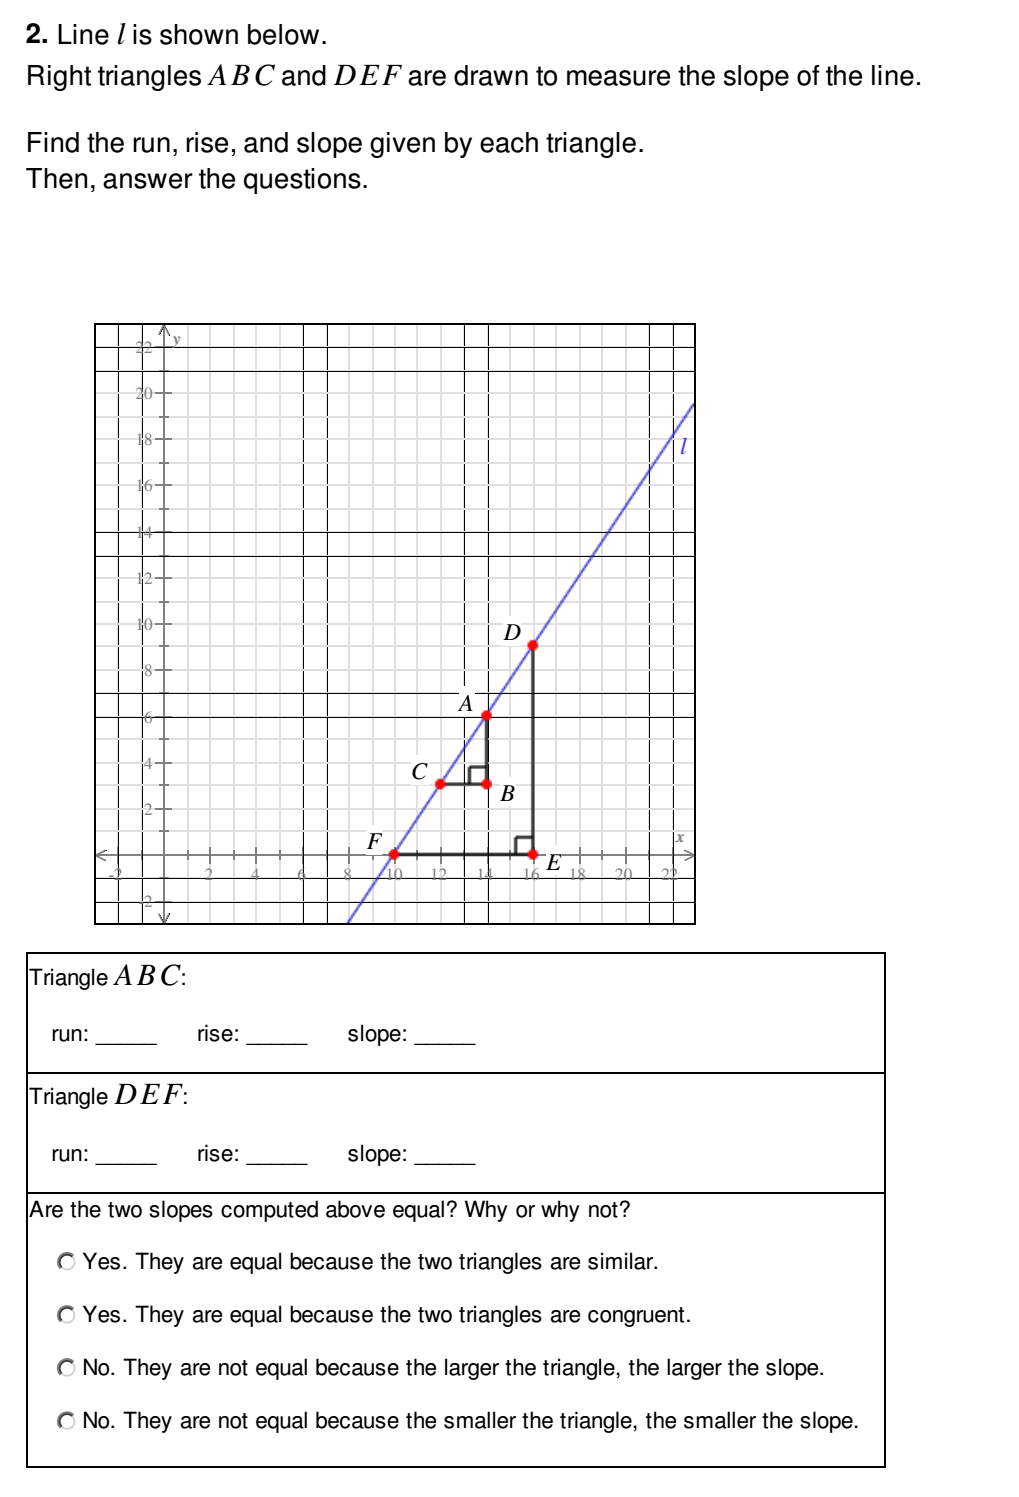 2. Line l is shown below.
Right triangles ABC and DEF are drawn to measure the slope of the line.
Find the run, rise, and slope given by each triangle.
Then, answer the questions.
22 y
20
18
l
16
14
12
10
D
8
A
6
C
4
B
2
F
x
E
-2 2 4 6 8 10 12 14 16 18 20 22
-2
Triangle ABC:
run: _____ rise: _____ slope: _____
Triangle DEF:
run: _____ rise: _____ slope: _____
Are the two slopes computed above equal? Why or why not?
Yes. They are equal because the two triangles are similar.
Yes. They are equal because the two triangles are congruent.
No. They are not equal because the larger the triangle, the larger the slope.
No. They are not equal because the smaller the triangle, the smaller the slope.